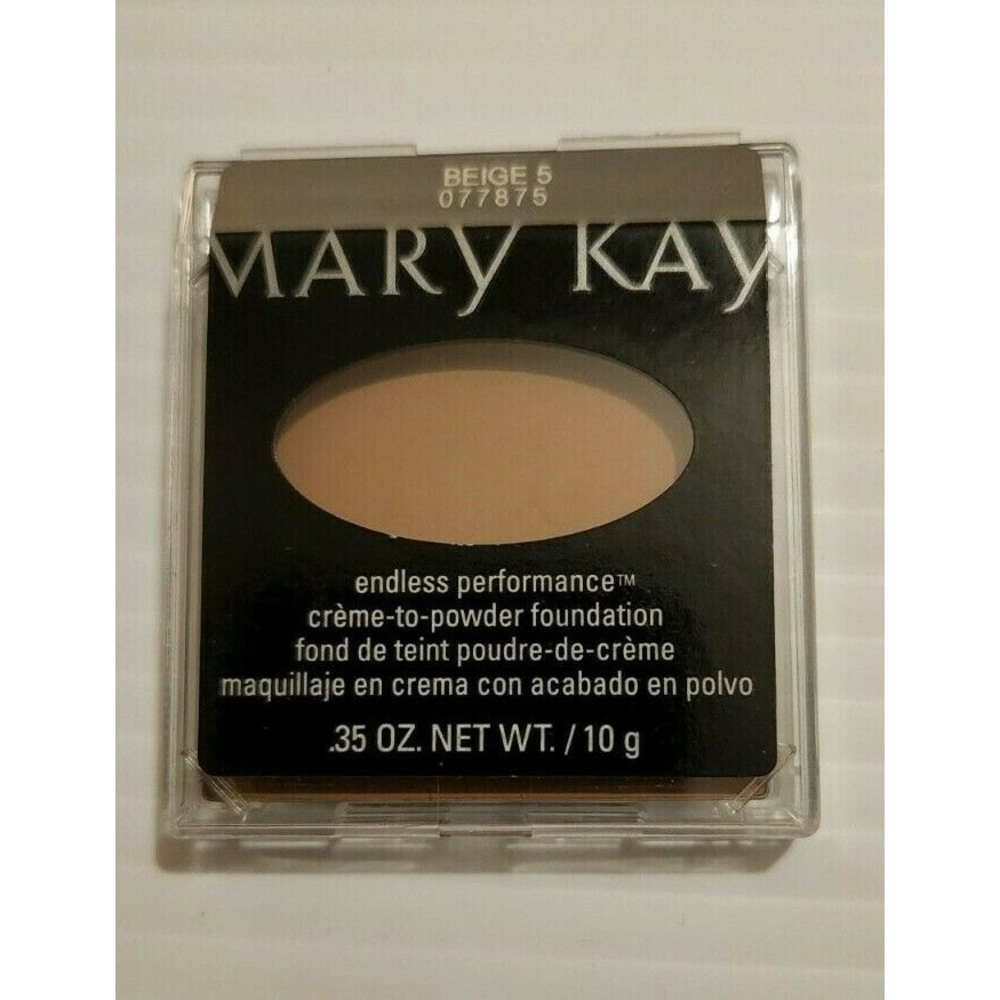 BEIGE 5
077875
MARY KAY
endless performance™
crème-to-powder foundation
fond de teint poudre-de-crème
maquillaje en crema con acabado en polvo
.35 OZ. NET WT. / 10 g